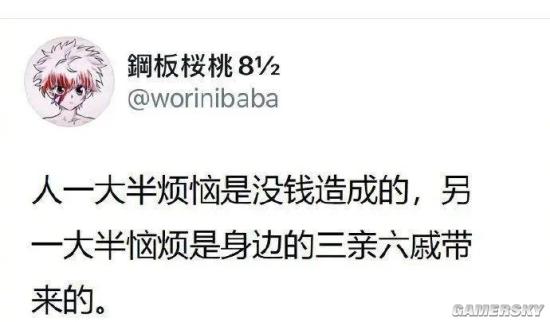 鋼板桜桃 8½
@worinibaba
人一大半烦恼是没钱造成的，另
一大半恼烦是身边的三亲六戚带
来的。
GAMERSKY